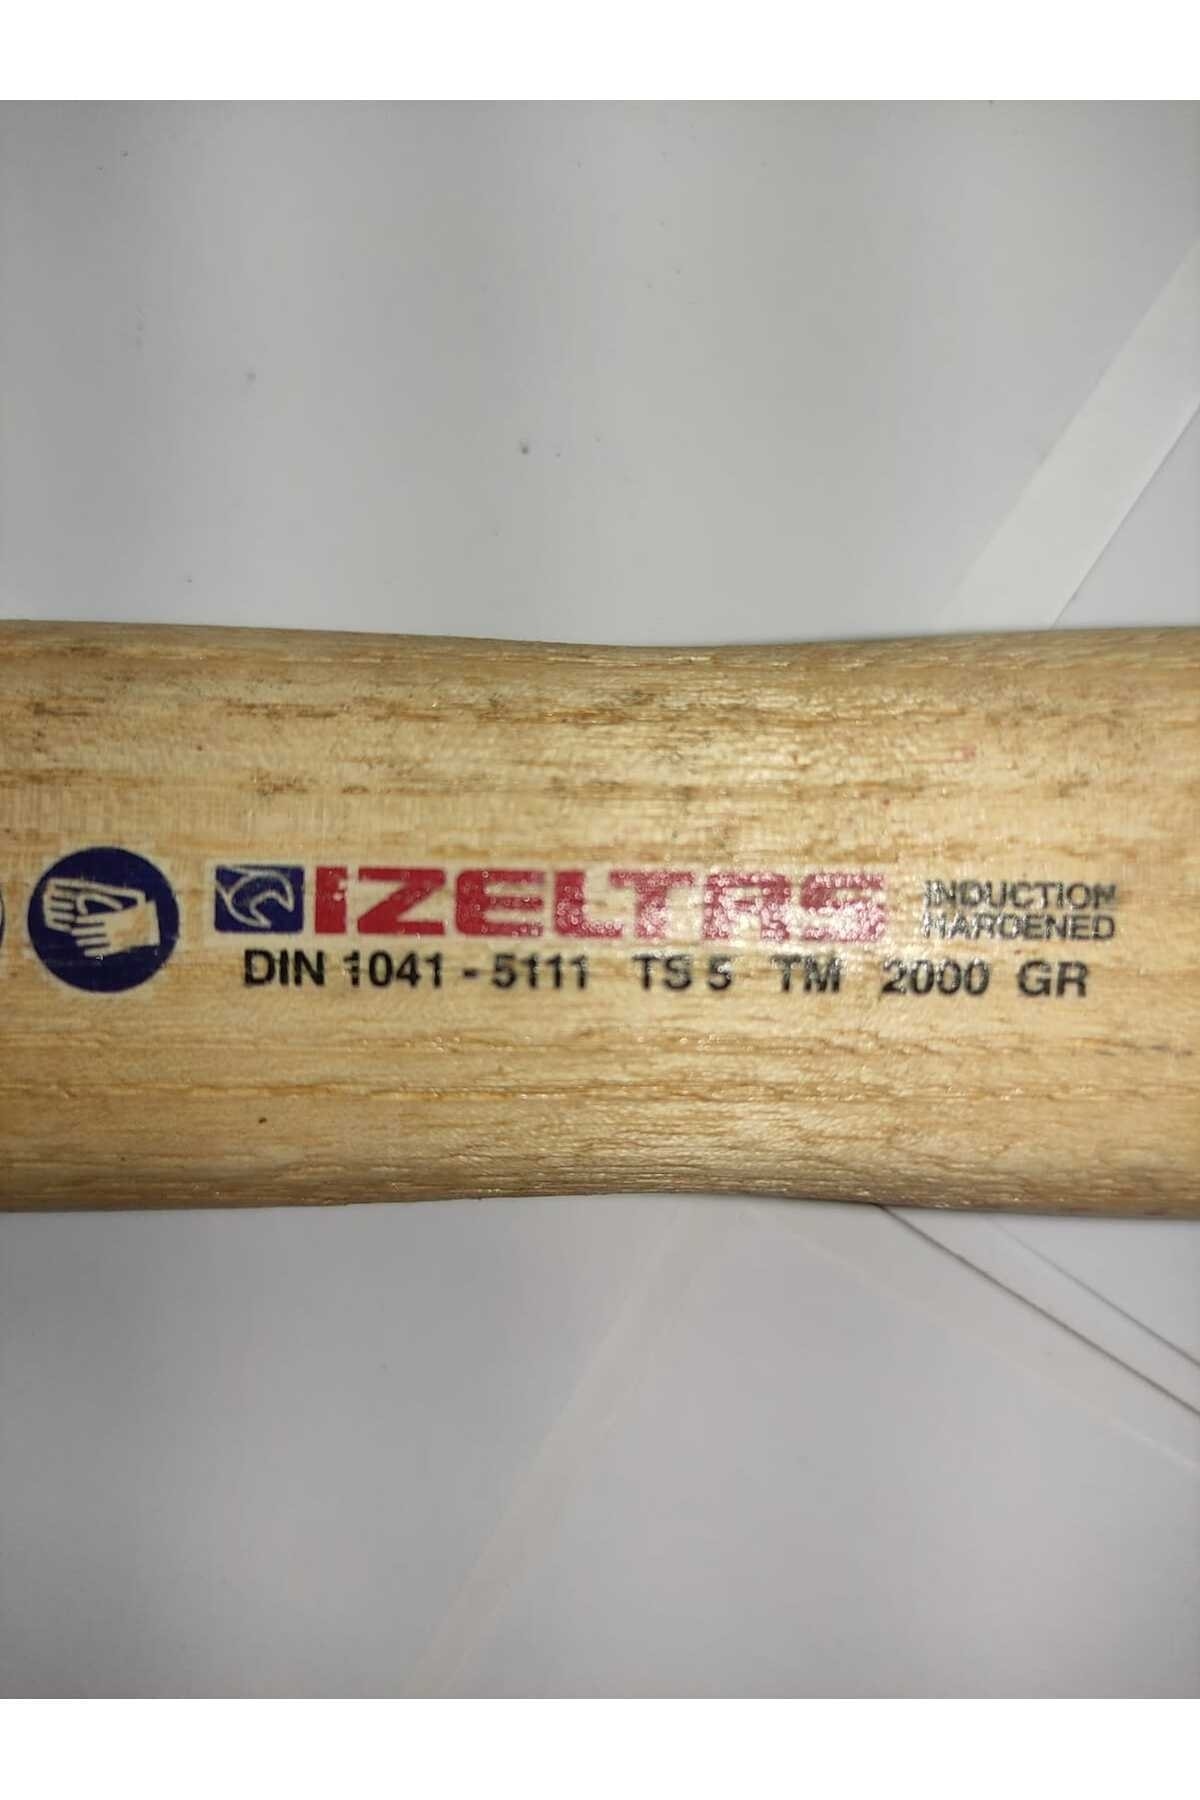 IZELTAS
INDUCTION
HARDENED
DIN 1041 - 5111 TS 5 TM 2000 GR